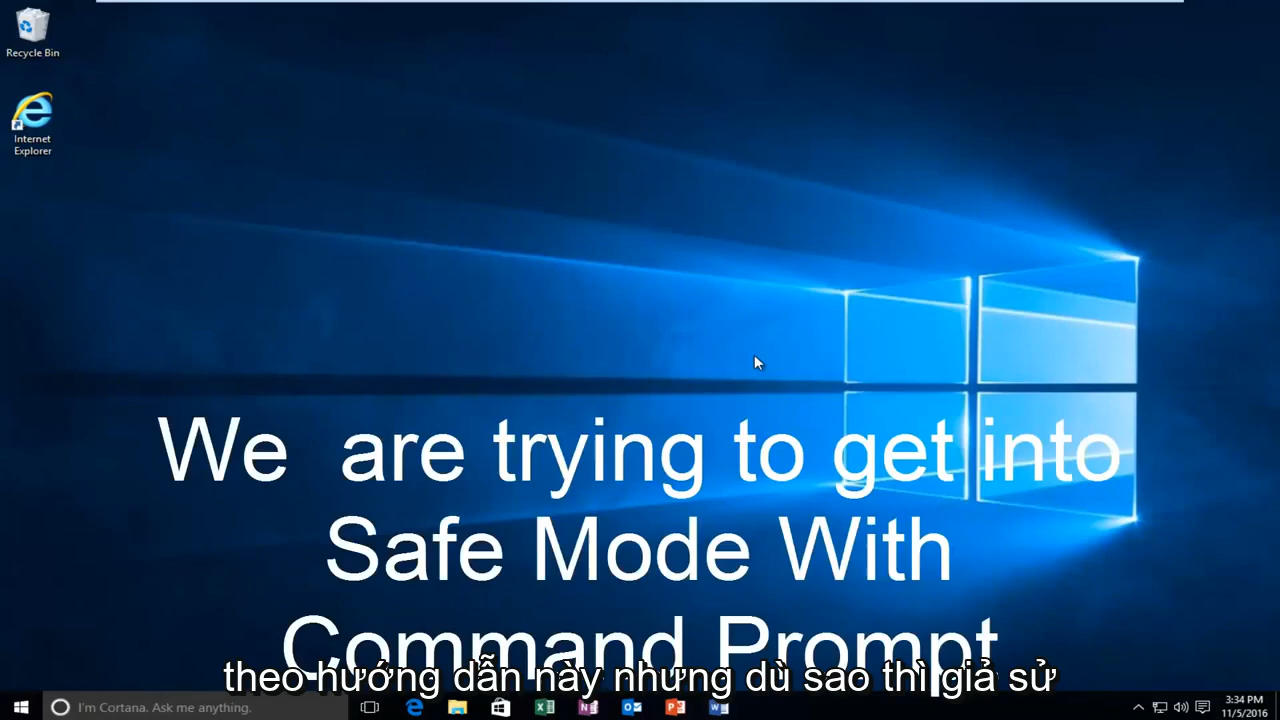 Recycle Bin
Internet
Explorer
We are trying to get into
Safe Mode With
Command Prompt
theo hướng dẫn này nhưng dù sao thì giả sử
I'm Cortana. Ask me anything.
3:34 PM
11/5/2016